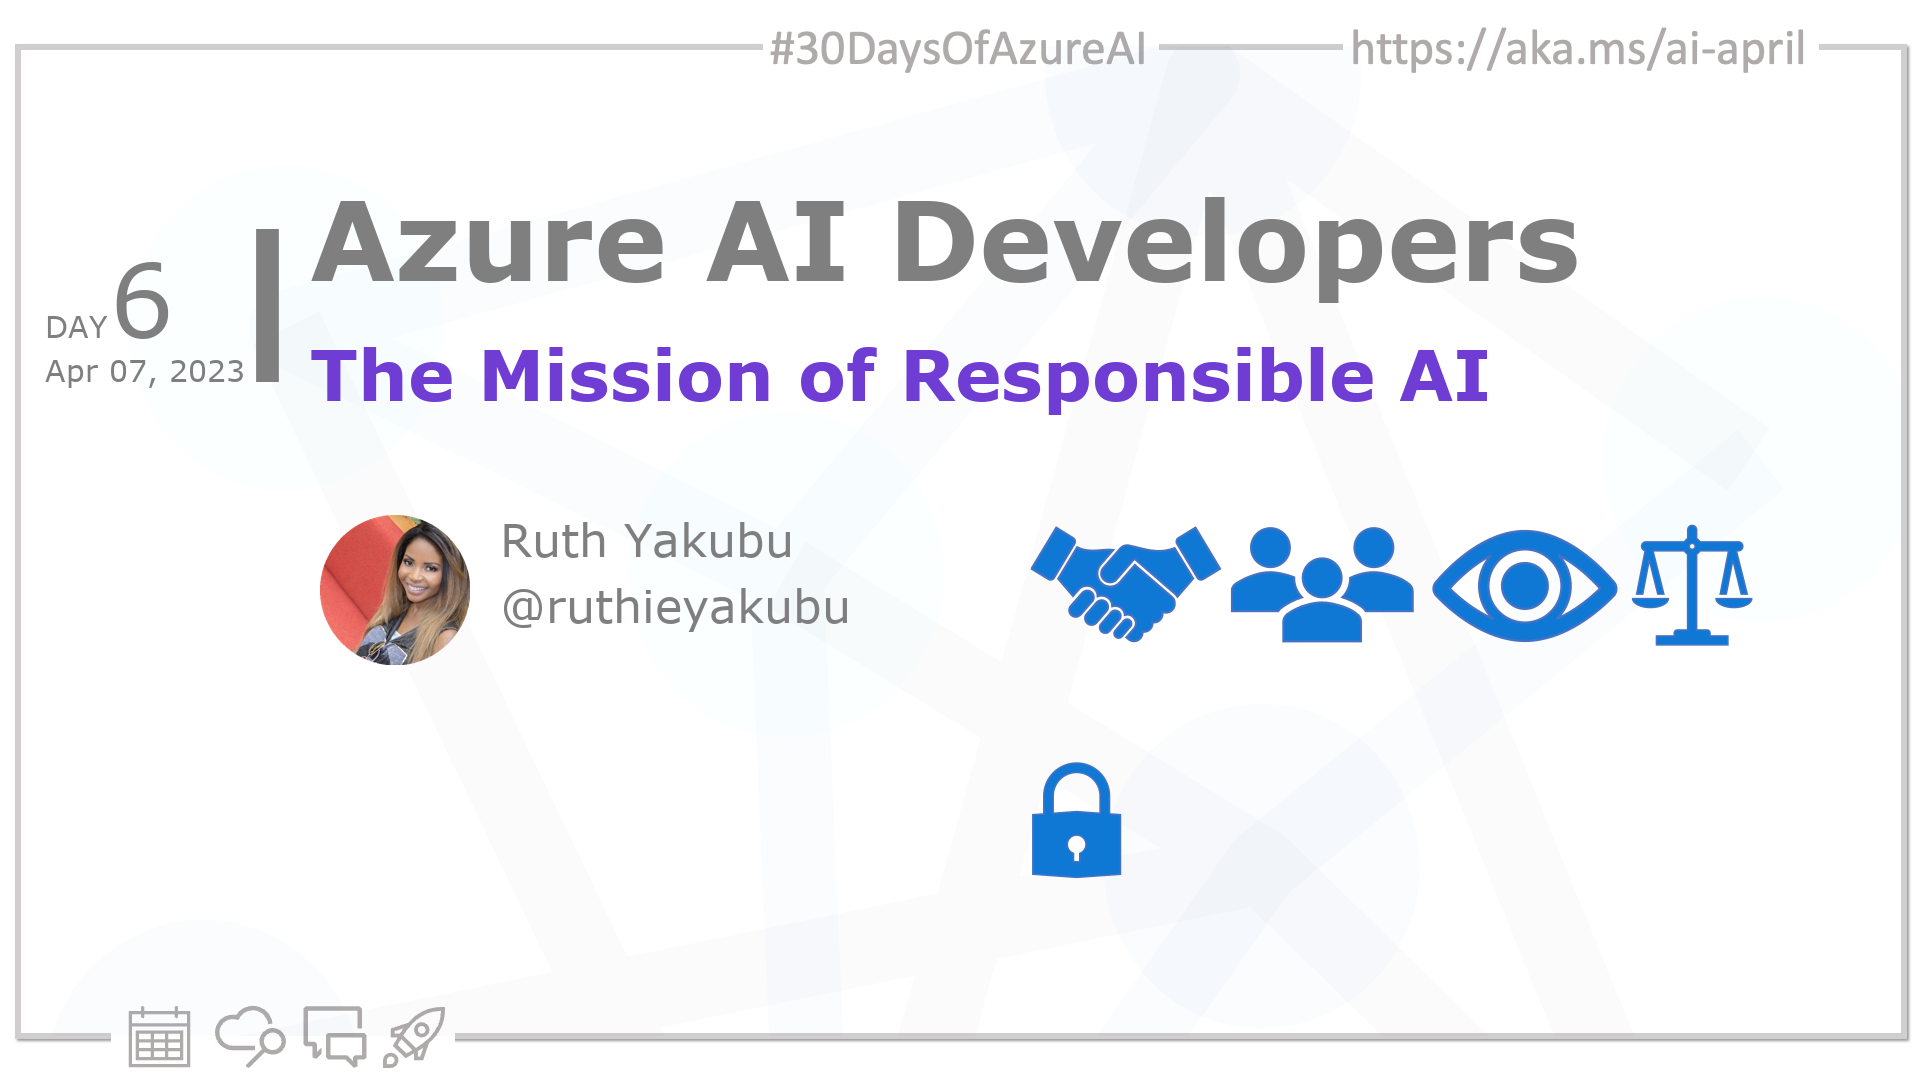 #30DaysOfAzureAI https://aka.ms/ai-april
Azure AI Developers
DAY 6
Apr 07, 2023
The Mission of Responsible AI
Ruth Yakubu
@ruthieyakubu